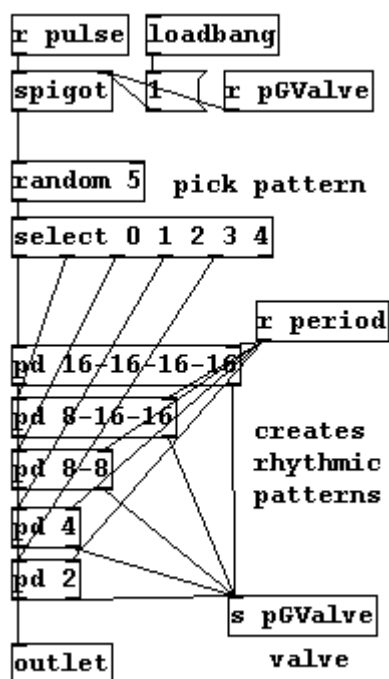 r pulse
loadbang
spigot
1
r pGValve
random 5
pick pattern
select 0 1 2 3 4
r period
pd 16-16-16-16
pd 8-16-16
creates
pd 8-8
rhythmic
patterns
pd 4
pd 2
s pGValve
outlet
valve